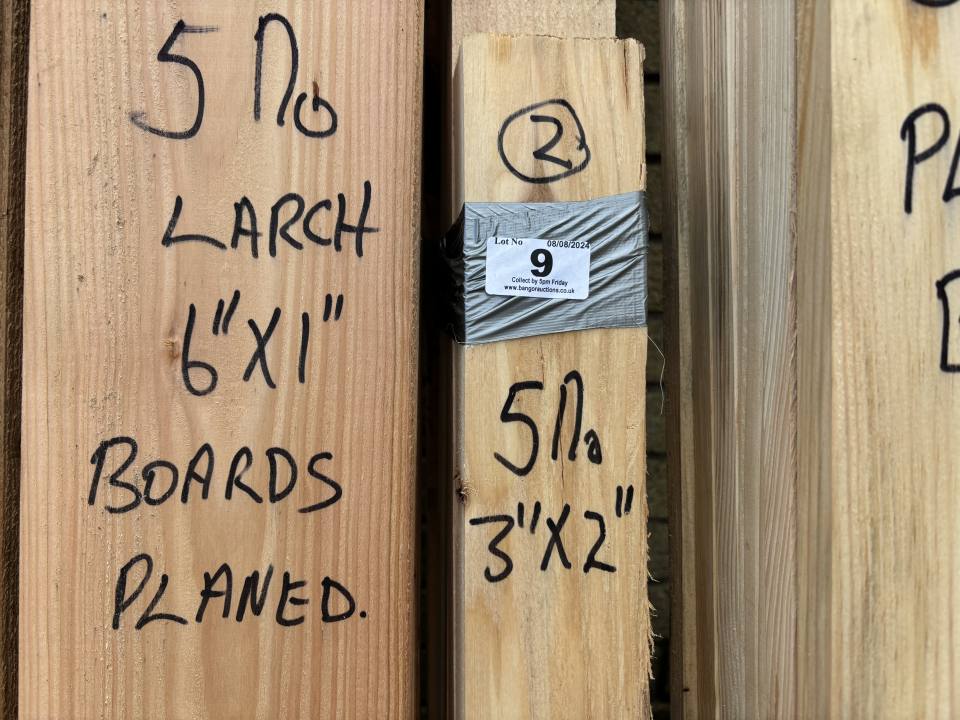 5 No
LARCH
6"X1"
BOARDS
PLANED.
2
Lot No 08/08/2024
9
Collect by 5pm Friday
www.bangorauctions.co.uk
5 No
3"X2"